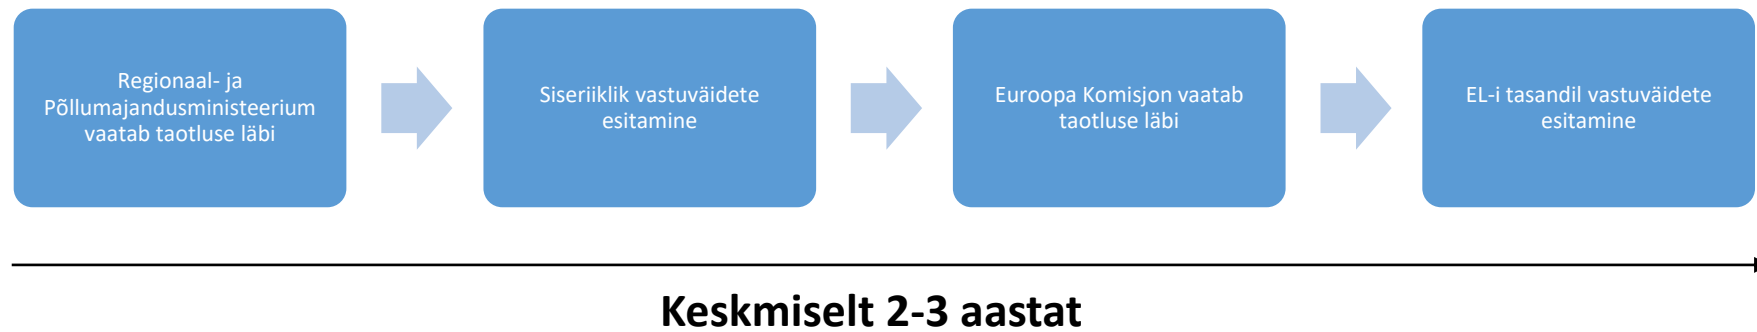 Regionaal- ja
Põllumajandusministeerium
vaatab taotluse läbi
Siseriiklik vastuväidete
esitamine
Euroopa Komisjon vaatab
taotluse läbi
EL-i tasandil vastuväidete
esitamine
Keskmiselt 2-3 aastat